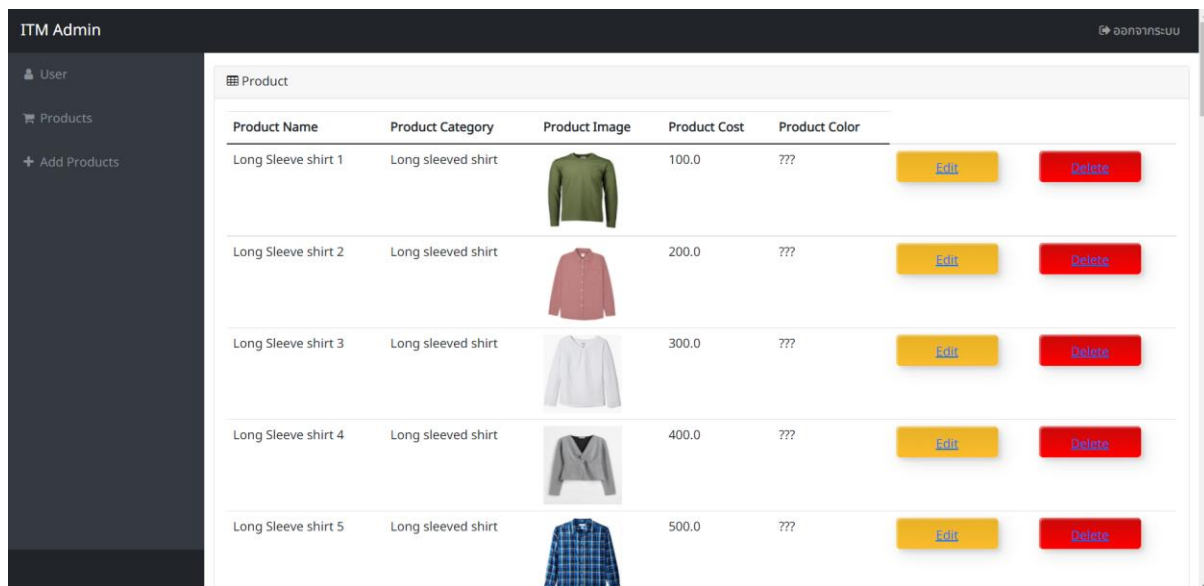 ITM Admin
ออกจากระบบ
User
Products
Add Products
Product
Product Name Product Category Product Image Product Cost Product Color
Long Sleeve shirt 1 Long sleeved shirt 100.0 ??? Edit Delete
Long Sleeve shirt 2 Long sleeved shirt 200.0 ??? Edit Delete
Long Sleeve shirt 3 Long sleeved shirt 300.0 ??? Edit Delete
Long Sleeve shirt 4 Long sleeved shirt 400.0 ??? Edit Delete
Long Sleeve shirt 5 Long sleeved shirt 500.0 ??? Edit Delete